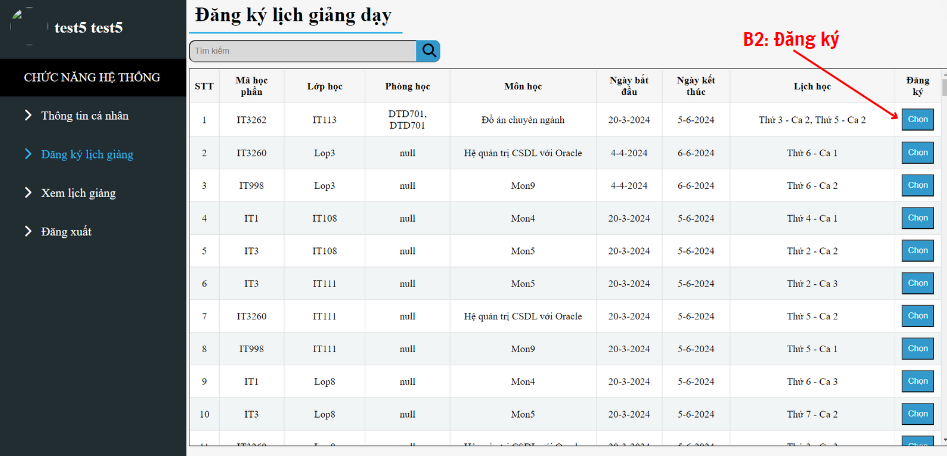 test5 test5
CHỨC NĂNG HỆ THỐNG
Thông tin cá nhân
Đăng ký lịch giảng
Xem lịch giảng
Đăng xuất
Đăng ký lịch giảng dạy
Tìm kiếm
B2: Đăng ký
STT Mã học phần Lớp học Phòng học Môn học Ngày bắt đầu Ngày kết thúc Lịch học Đăng ký
1 IT3262 IT113 DTD701, DTD701 Đồ án chuyên ngành 20-3-2024 5-6-2024 Thứ 3 - Ca 2, Thứ 5 - Ca 2 Chọn
2 IT3260 Lop3 null Hệ quản trị CSDL với Oracle 4-4-2024 6-6-2024 Thứ 6 - Ca 1 Chọn
3 IT998 Lop3 null Mon9 4-4-2024 6-6-2024 Thứ 6 - Ca 2 Chọn
4 IT1 IT108 null Mon4 20-3-2024 5-6-2024 Thứ 4 - Ca 1 Chọn
5 IT3 IT108 null Mon5 20-3-2024 5-6-2024 Thứ 2 - Ca 2 Chọn
6 IT3 IT111 null Mon5 20-3-2024 5-6-2024 Thứ 2 - Ca 3 Chọn
7 IT3260 IT111 null Hệ quản trị CSDL với Oracle 20-3-2024 5-6-2024 Thứ 5 - Ca 2 Chọn
8 IT998 IT111 null Mon9 20-3-2024 5-6-2024 Thứ 5 - Ca 1 Chọn
9 IT1 Lop8 null Mon4 20-3-2024 5-6-2024 Thứ 6 - Ca 3 Chọn
10 IT3 Lop8 null Mon5 20-3-2024 5-6-2024 Thứ 7 - Ca 2 Chọn